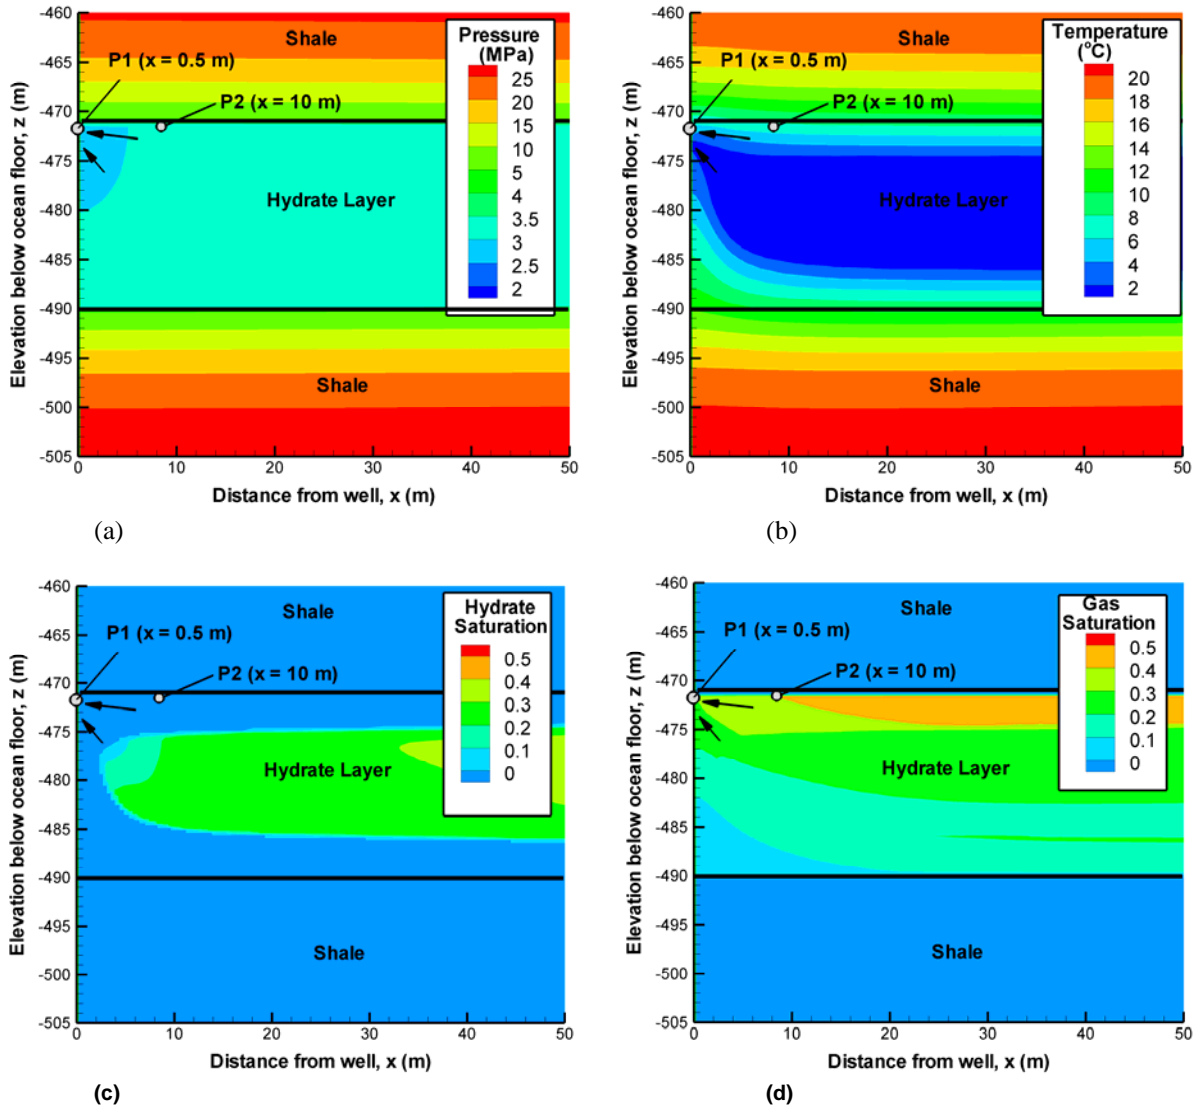 Elevation below ocean floor, z (m)
-460
-465
-470
-475
-480
-485
-490
-495
-500
-505
Shale
P1 (x = 0.5 m)
P2 (x = 10 m)
Hydrate Layer
Shale
Pressure
(MPa)
25
20
15
10
5
4
3.5
3
2.5
2
0 10 20 30 40 50
Distance from well, x (m)
(a)
Elevation below ocean floor, z (m)
-460
-465
-470
-475
-480
-485
-490
-495
-500
-505
Shale
P1 (x = 0.5 m)
P2 (x = 10 m)
Hydrate Layer
Shale
Temperature
(°C)
20
18
16
14
12
10
8
6
4
2
0 10 20 30 40 50
Distance from well, x (m)
(b)
Elevation below ocean floor, z (m)
-460
-465
-470
-475
-480
-485
-490
-495
-500
-505
Shale
P1 (x = 0.5 m)
P2 (x = 10 m)
Hydrate Layer
Shale
Hydrate
Saturation
0.5
0.4
0.3
0.2
0.1
0
0 10 20 30 40 50
Distance from well, x (m)
(c)
Elevation below ocean floor, z (m)
-460
-465
-470
-475
-480
-485
-490
-495
-500
-505
Shale
P1 (x = 0.5 m)
P2 (x = 10 m)
Hydrate Layer
Shale
Gas
Saturation
0.5
0.4
0.3
0.2
0.1
0
0 10 20 30 40 50
Distance from well, x (m)
(d)